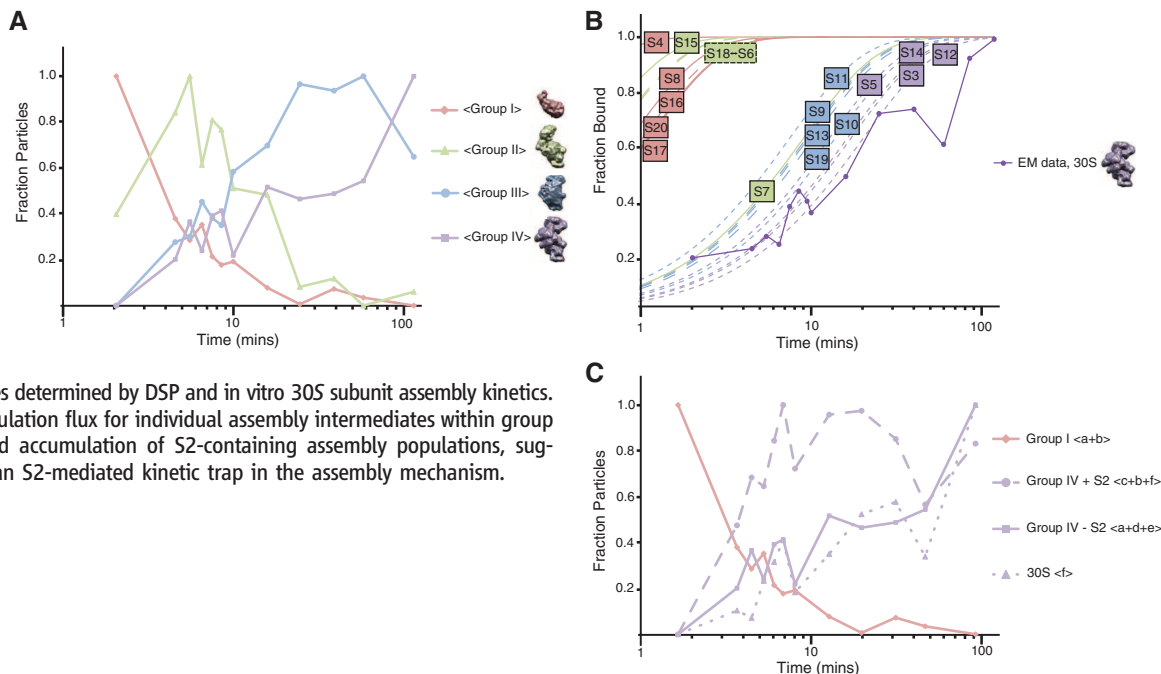 A
Fraction Particles
1.0
0.8
0.6
0.4
0.2
1
10
100
Time (mins)
<Group I>
<Group II>
<Group III>
<Group IV>
B
Fraction Bound
1.0
0.8
0.6
0.4
0.2
1
10
100
Time (mins)
S4
S15
S18-S6
S8
S16
S20
S17
S14
S12
S11
S3
S5
S9
S10
S13
S19
S7
EM data, 30S
es determined by DSP and in vitro 30S subunit assembly kinetics.
ulation flux for individual assembly intermediates within group
d accumulation of S2-containing assembly populations, sug-
an S2-mediated kinetic trap in the assembly mechanism.
C
Fraction Particles
1.0
0.8
0.6
0.4
0.2
1
10
100
Time (mins)
Group I <a+b>
Group IV + S2 <c+b+f>
Group IV - S2 <a+d+e>
30S <f>